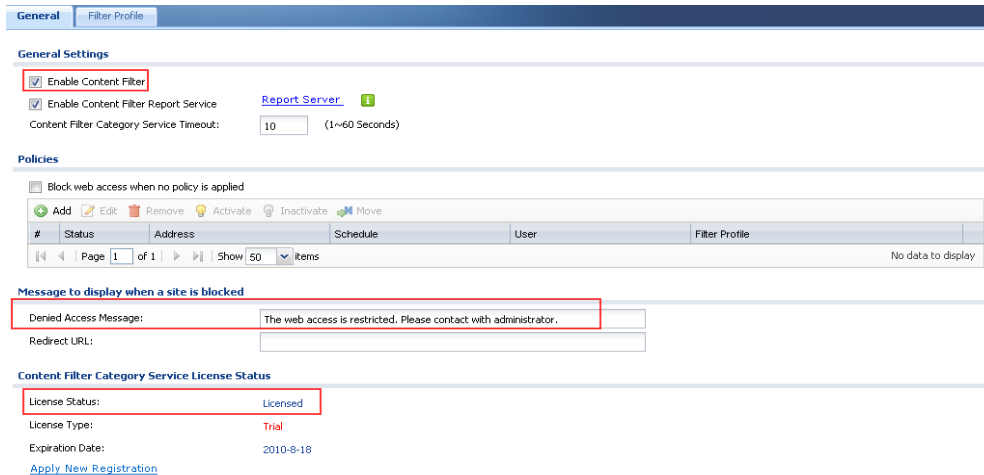 General Filter Profile
General Settings
Enable Content Filter
Enable Content Filter Report Service Report Server i
Content Filter Category Service Timeout: 10 (1~60 Seconds)
Policies
Block web access when no policy is applied
Add Edit Remove Activate Inactivate Move
# Status Address Schedule User Filter Profile
Page 1 of 1 Show 50 items No data to display
Message to display when a site is blocked
Denied Access Message: The web access is restricted. Please contact with administrator.
Redirect URL:
Content Filter Category Service License Status
License Status: Licensed
License Type: Trial
Expiration Date: 2010-8-18
Apply New Registration